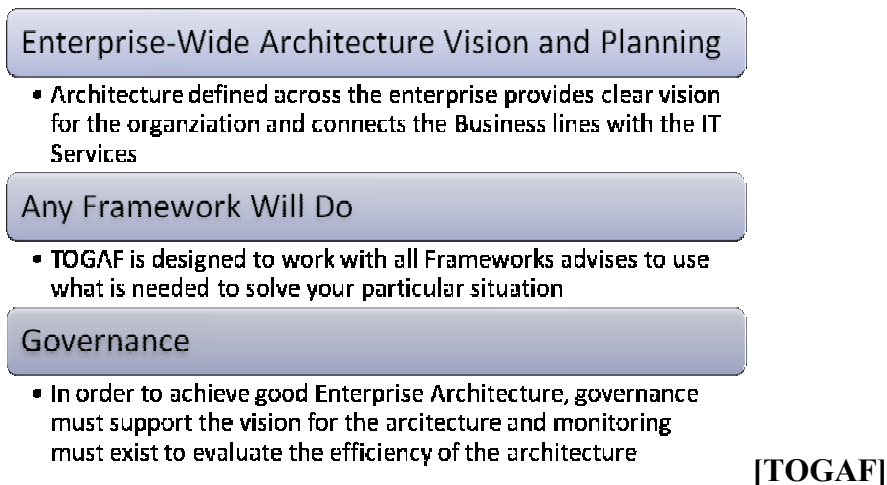 Enterprise-Wide Architecture Vision and Planning
• Architecture defined across the enterprise provides clear vision
for the organziation and connects the Business lines with the IT
Services
Any Framework Will Do
• TOGAF is designed to work with all Frameworks advises to use
what is needed to solve your particular situation
Governance
• In order to achieve good Enterprise Architecture, governance
must support the vision for the arcitecture and monitoring
must exist to evaluate the efficiency of the architecture
[TOGAF]